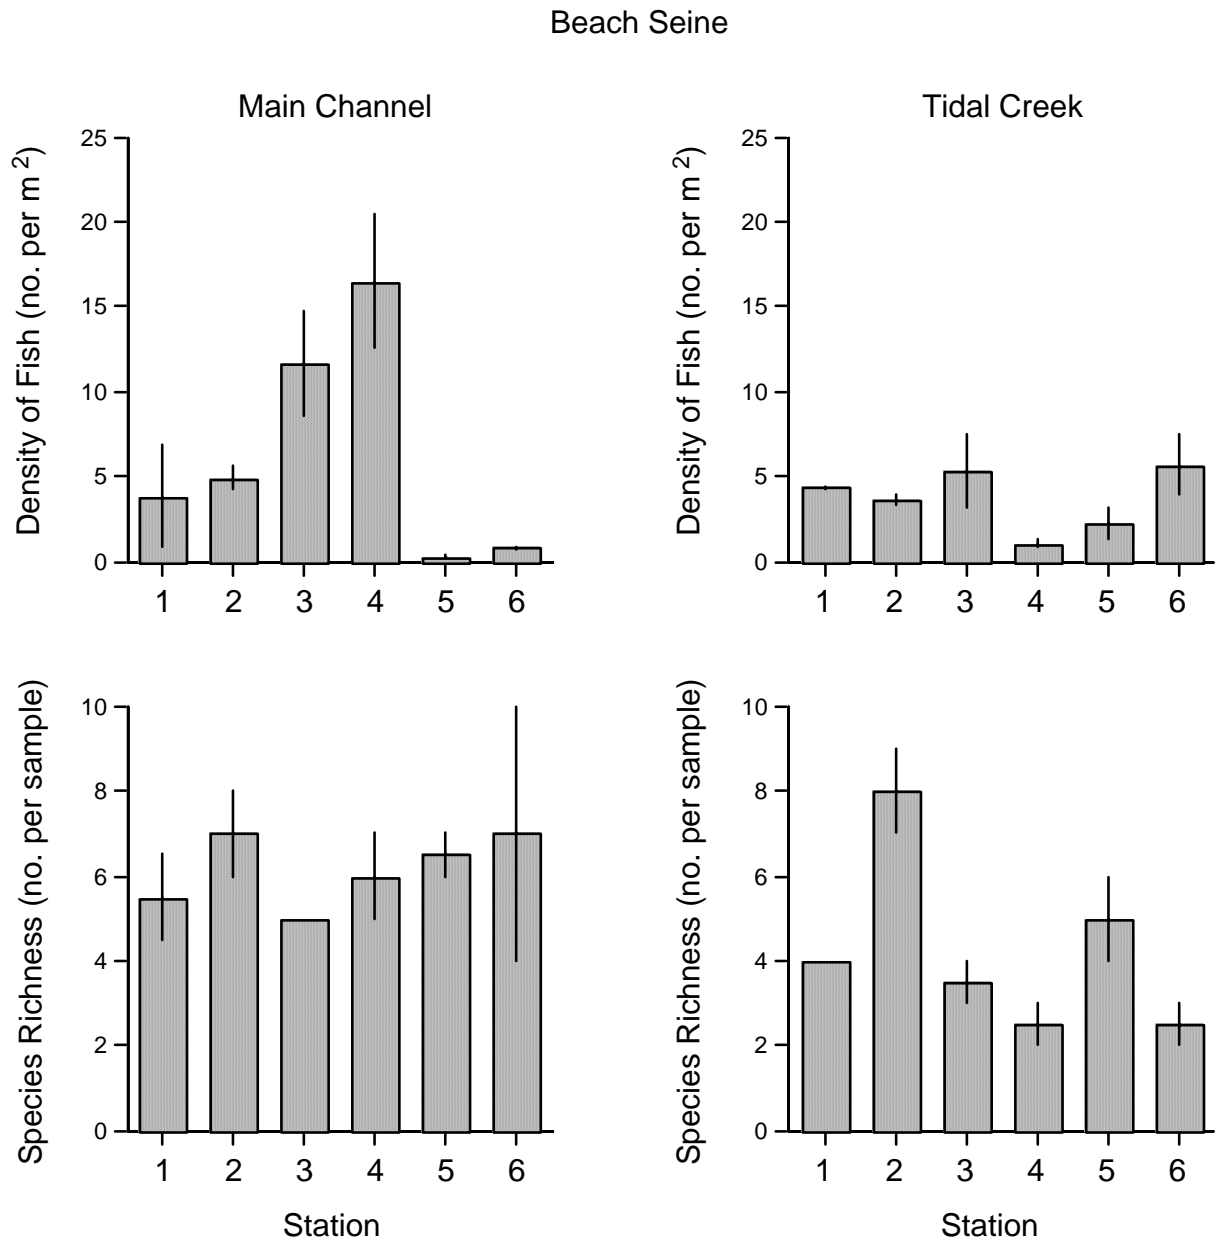 Beach Seine
Main Channel
Density of Fish (no. per m 2)
25
20
15
10
5
0
1 2 3 4 5 6
Tidal Creek
Density of Fish (no. per m 2)
25
20
15
10
5
0
1 2 3 4 5 6
Species Richness (no. per sample)
10
8
6
4
2
0
1 2 3 4 5 6
Station
Species Richness (no. per sample)
10
8
6
4
2
0
1 2 3 4 5 6
Station